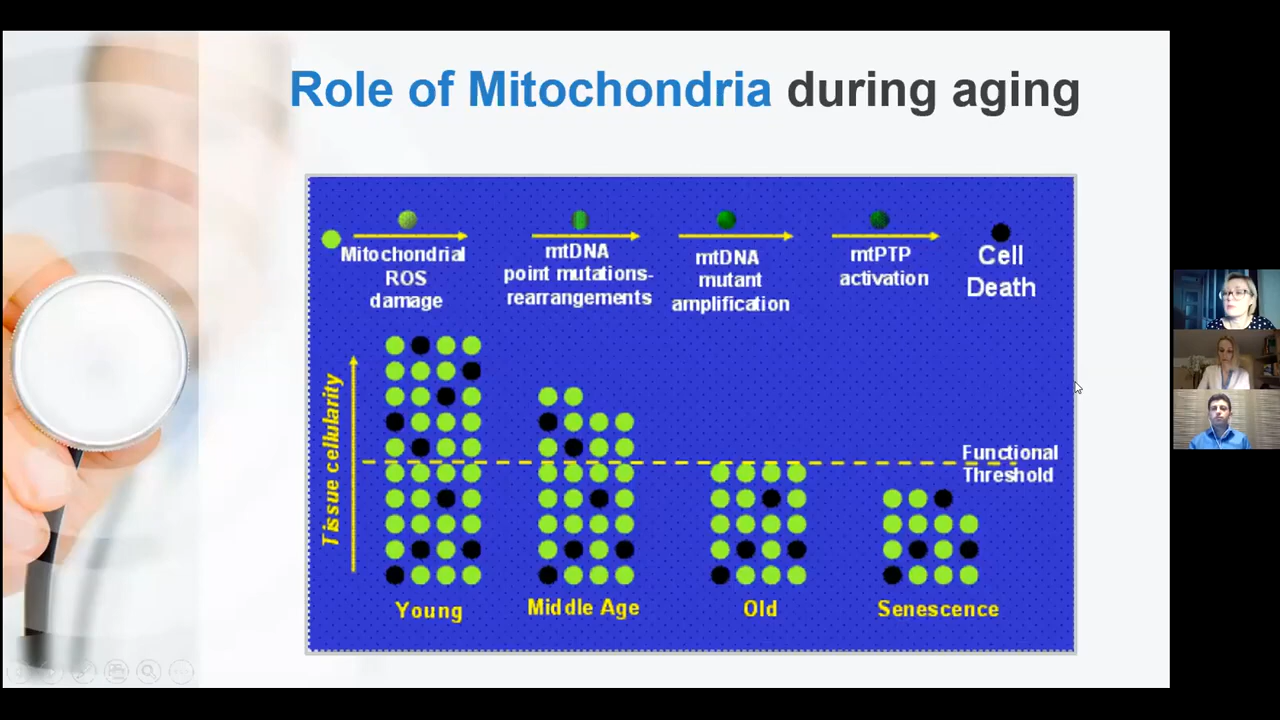 Role of Mitochondria during aging
Mitochondrial
ROS
damage
mtDNA
point mutations-
rearrangements
mtDNA
mutant
amplification
mtPTP
activation
Cell
Death
Tissue cellularity
Functional
Threshold
Young
Middle Age
Old
Senescence